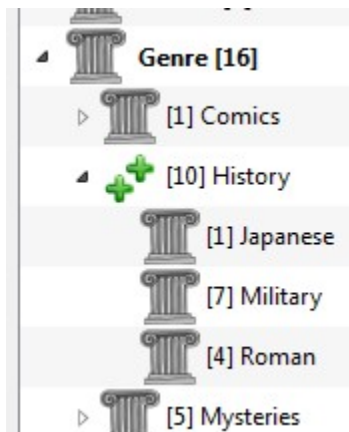 Genre [16]
[1] Comics
[10] History
[1] Japanese
[7] Military
[4] Roman
[5] Mysteries